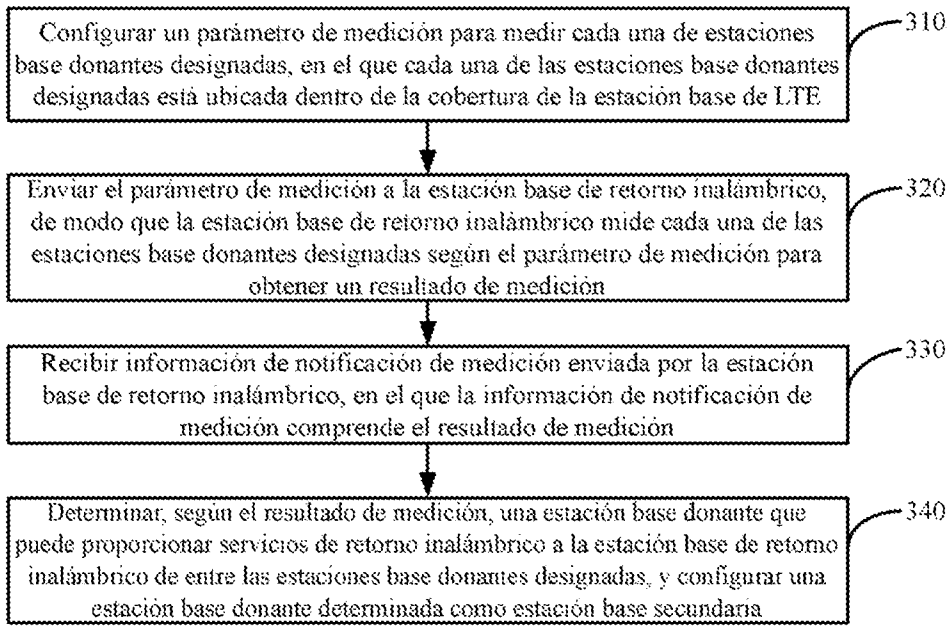 Configurar un parámetro de medición para medir cada una de estaciones
base donantes designadas, en el que cada una de las estaciones base donantes
designadas está ubicada dentro de la cobertura de la estación base de LTE
310
Enviar el parámetro de medición a la estación base de retorno inalámbrico,
de modo que la estación base de retorno inalámbrico mide cada una de las
estaciones base donantes designadas según el parámetro de medición para
obtener un resultado de medición
320
Recibir información de notificación de medición enviada por la estación
base de retorno inalámbrico, en el que la información de notificación de
medición comprende el resultado de medición
330
Determinar, según el resultado de medición, una estación base donante que
puede proporcionar servicios de retorno inalámbrico a la estación base de retorno
inalámbrico de entre las estaciones base donantes designadas, y configurar una
estación base donante determinada como estación base secundaria
340